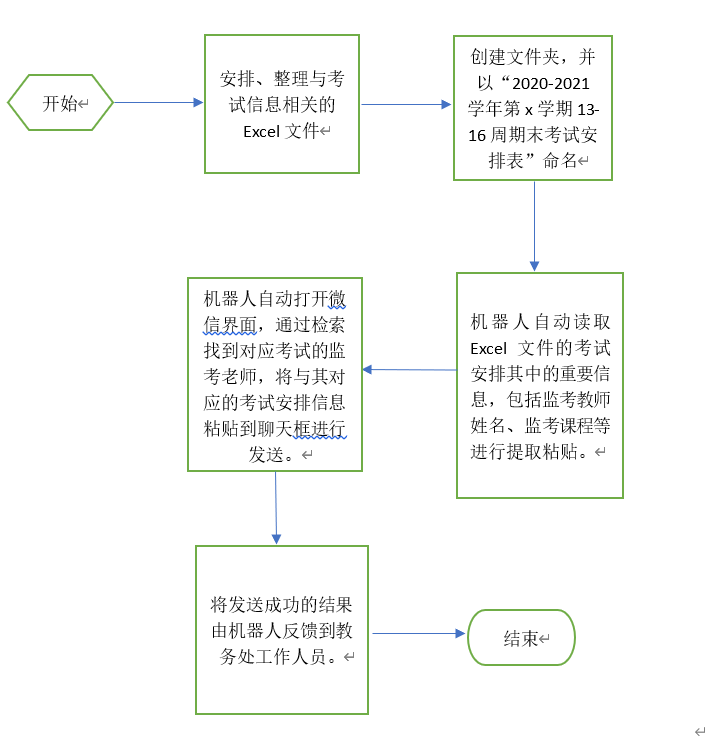 开始
安排、整理与考
试信息相关的
Excel 文件
创建文件夹，并
以“2020-2021
学年第 x 学期 13-
16 周期末考试安
排表”命名
机器人自动读取
Excel 文件的考试
安排其中的重要信
息，包括监考教师
姓名、监考课程等
进行提取粘贴。
机器人自动打开微
信界面，通过检索
找到对应考试的监
考老师，将与其对
应的考试安排信息
粘贴到聊天框进行
发送。
将发送成功的结果
由机器人反馈到教
务处工作人员。
结束